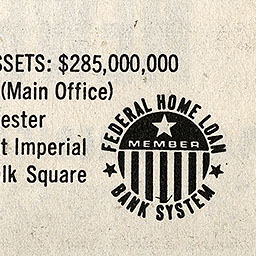 SSETS: $285,000,000
(Main Office)
ester
t Imperial
lk Square
FEDERAL HOME LOAN
MEMBER
BANK SYSTEM